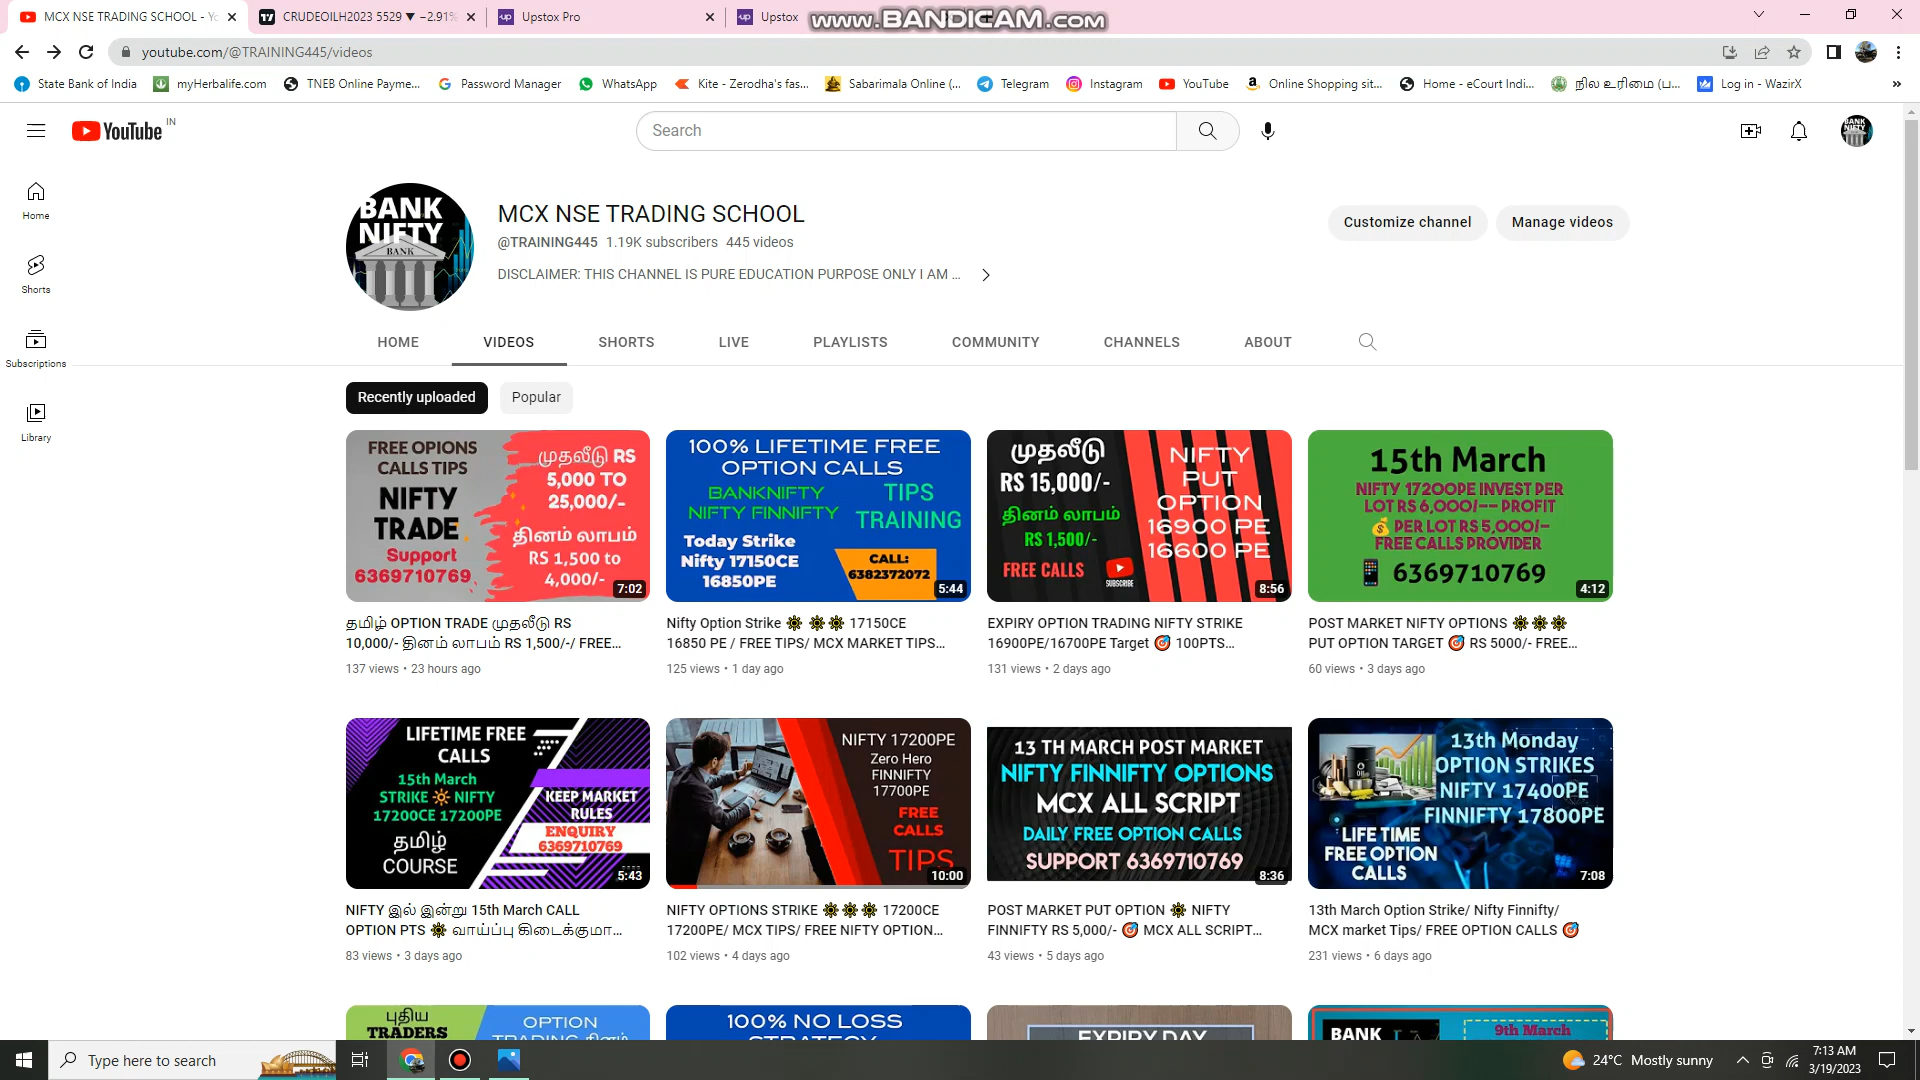 MCX NSE TRADING SCHOOL - Yo
CRUDEOILH2023 5529 ▼ −2.91%
Upstox Pro
Upstox
www.BANDICAM.com
youtube.com/@TRAINING445/videos
State Bank of India
myHerbalife.com
TNEB Online Payme...
Password Manager
WhatsApp
Kite - Zerodha's fas...
Sabarimala Online (...
Telegram
Instagram
YouTube
Online Shopping sit...
Home - eCourt Indi...
நில உரிமை (ப...
Log in - WazirX
YouTube IN
Search
BANK
NIFTY
Home
Shorts
Subscriptions
Library
BANK
NIFTY
BANK
MCX NSE TRADING SCHOOL
@TRAINING445 1.19K subscribers 445 videos
DISCLAIMER: THIS CHANNEL IS PURE EDUCATION PURPOSE ONLY I AM ...
Customize channel
Manage videos
HOME
VIDEOS
SHORTS
LIVE
PLAYLISTS
COMMUNITY
CHANNELS
ABOUT
Recently uploaded
Popular
FREE OPIONS
CALLS TIPS
NIFTY
TRADE
Support
6369710769
முதலீடு RS
5,000 TO
25,000/-
தினம் லாபம்
RS 1,500 to
4,000/-
7:02
தமிழ் OPTION TRADE முதலீடு RS
10,000/- தினம் லாபம் RS 1,500/-/ FREE...
137 views • 23 hours ago
100% LIFETIME FREE
OPTION CALLS
BANKNIFTY
NIFTY FINNIFTY
TIPS
TRAINING
Today Strike
Nifty 17150CE
16850PE
CALL:
6382372072
5:44
Nifty Option Strike 🔅 🔅🔅 17150CE
16850 PE / FREE TIPS/ MCX MARKET TIPS...
125 views • 1 day ago
முதலீடு
RS 15,000/-
தினம் லாபம்
RS 1,500/-
FREE CALLS
SUBSCRIBE
NIFTY
PUT
OPTION
16900 PE
16600 PE
8:56
EXPIRY OPTION TRADING NIFTY STRIKE
16900PE/16700PE Target 🎯 100PTS...
131 views • 2 days ago
15th March
NIFTY 17200PE INVEST PER
LOT RS 6,000/-- PROFIT
💰 PER LOT RS 5,000/-
FREE CALLS PROVIDER
📱 6369710769
4:12
POST MARKET NIFTY OPTIONS 🔅🔅🔅
PUT OPTION TARGET 🎯 RS 5000/- FREE...
60 views • 3 days ago
LIFETIME FREE
CALLS
15th March
STRIKE 🔆 NIFTY
17200CE 17200PE
தமிழ்
COURSE
KEEP MARKET
RULES
ENQUIRY
6369710769
5:43
NIFTY இல் இன்று 15th March CALL
OPTION PTS 🔅 வாய்ப்பு கிடைக்குமா...
83 views • 3 days ago
NIFTY 17200PE
Zero Hero
FINNIFTY
17700PE
FREE
CALLS
TIPS
10:00
NIFTY OPTIONS STRIKE 🔅🔅🔅 17200CE
17200PE/ MCX TIPS/ FREE NIFTY OPTION...
102 views • 4 days ago
13 TH MARCH POST MARKET
NIFTY FINNIFTY OPTIONS
MCX ALL SCRIPT
DAILY FREE OPTION CALLS
SUPPORT 6369710769
8:36
POST MARKET PUT OPTION 🔅 NIFTY
FINNIFTY RS 5,000/- 🎯 MCX ALL SCRIPT...
43 views • 5 days ago
13th Monday
OPTION STRIKES
NIFTY 17400PE
FINNIFTY 17800PE
LIFE TIME
FREE OPTION
CALLS
7:08
13th March Option Strike/ Nifty Finnifty/
MCX market Tips/ FREE OPTION CALLS 🎯
231 views • 6 days ago
புதிய
TRADERS
OPTION
TRADING தினம்
100% NO LOSS
STRATEGY
EXPIRY DAY
BANK
9th March
Type here to search
24°C Mostly sunny
7:13 AM
3/19/2023